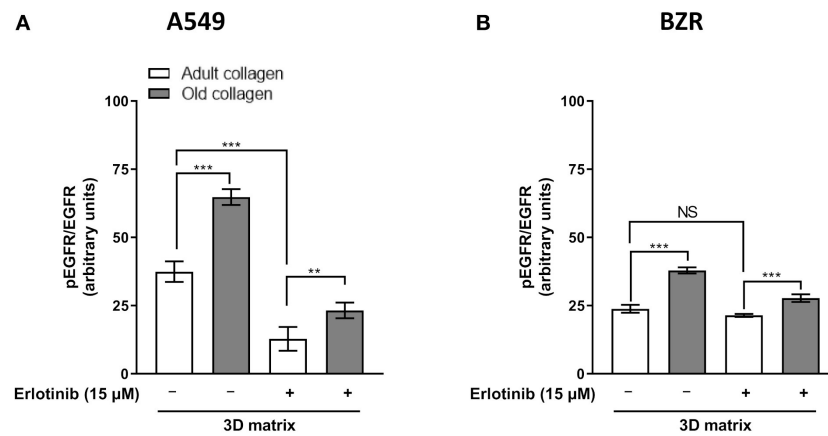 A
A549
Adult collagen
Old collagen
pEGFR/EGFR
(arbitrary units)
100
75
50
25
0
***
***
**
Erlotinib (15 µM) – – + +
3D matrix
B
BZR
pEGFR/EGFR
(arbitrary units)
100
75
50
25
0
NS
***
***
Erlotinib (15 µM) – – + +
3D matrix